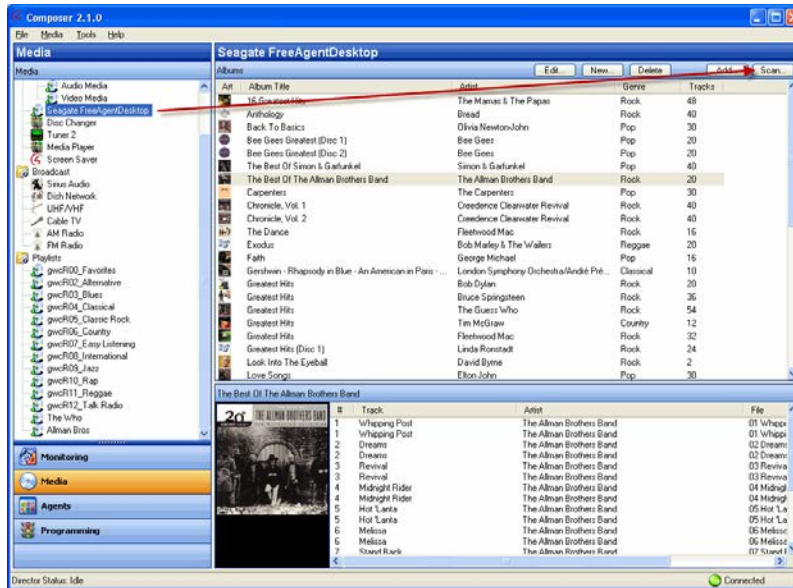 Composer 2.1.0
File Media Tools Help
Media
Seagate FreeAgentDesktop
Media
Audio Media
Video Media
Seagate FreeAgentDesktop
Disc Changer
Tuner 2
Media Player
Screen Saver
Broadcast
Sirius Audio
Dish Network
UHF/VHF
Cable TV
AM Radio
FM Radio
Playlists
gwcR00_Favorites
gwcR02_Alternative
gwcR03_Blues
gwcR04_Classical
gwcR05_Classic Rock
gwcR06_Country
gwcR07_Easy Listening
gwcR08_International
gwcR09_Jazz
gwcR10_Rap
gwcR11_Reggae
gwcR12_Talk Radio
The Who
Allman Bros
Monitoring
Media
Agents
Programming
Albums Edit... New... Delete Add... Scan...
Art Album Title Artist Genre Tracks
16 Greatest Hits The Mamas & The Papas Rock 48
Anthology Bread Rock 40
Back To Basics Olivia Newton-John Pop 30
Bee Gees Greatest (Disc 1) Bee Gees Pop 20
Bee Gees Greatest (Disc 2) Bee Gees Pop 20
The Best Of Simon & Garfunkel Simon & Garfunkel Pop 40
The Best Of The Allman Brothers Band The Allman Brothers Band Rock 20
Carpenters The Carpenters Pop 30
Chronicle, Vol. 1 Creedence Clearwater Revival Rock 40
Chronicle, Vol. 2 Creedence Clearwater Revival Rock 40
The Dance Fleetwood Mac Rock 16
Exodus Bob Marley & The Wailers Reggae 20
Faith George Michael Pop 16
Gershwin - Rhapsody in Blue - An American in Paris - ... London Symphony Orchestra/André Pré... Classical 10
Greatest Hits Bob Dylan Rock 20
Greatest Hits Bruce Springsteen Rock 36
Greatest Hits The Guess Who Rock 54
Greatest Hits Tim McGraw Country 12
Greatest Hits Fleetwood Mac Rock 32
Greatest Hits (Disc 1) Linda Ronstadt Rock 24
Look Into The Eyeball David Byrne Rock 2
Love Songs Elton John Pop 30
The Best Of The Allman Brothers Band
20 THE ALLMAN BROTHERS BAND
# Track Artist File
1 Whipping Post The Allman Brothers Band 01 Whippi
1 Whipping Post The Allman Brothers Band 01 Whippi
2 Dreams The Allman Brothers Band 02 Dreams
2 Dreams The Allman Brothers Band 02 Dreams
3 Revival The Allman Brothers Band 03 Reviva
3 Revival The Allman Brothers Band 03 Reviva
4 Midnight Rider The Allman Brothers Band 04 Midnigl
4 Midnight Rider The Allman Brothers Band 04 Midnigl
5 Hot 'Lanta The Allman Brothers Band 05 Hot 'La
5 Hot 'Lanta The Allman Brothers Band 05 Hot 'La
6 Melissa The Allman Brothers Band 06 Melissa
6 Melissa The Allman Brothers Band 06 Melissa
7 Stand Back The Allman Brothers Band 07 Stand
Director Status: Idle
Connected